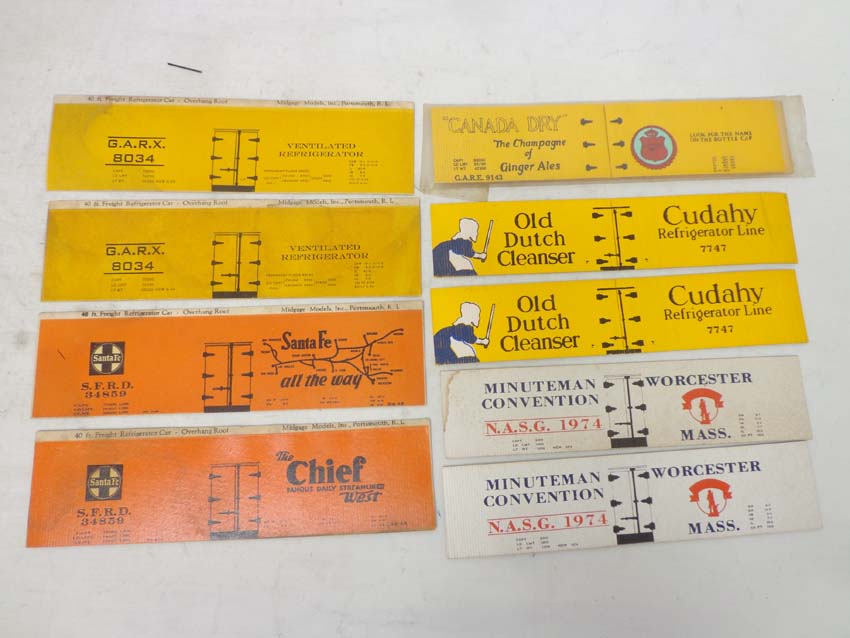 40 ft. Freight Refrigerator Car - Overhang Roof Midgage Models, Inc., Portsmouth, R. I.
G.A.R.X.
8034
VENTILATED
REFRIGERATOR
40 ft. Freight Refrigerator Car - Overhang Roof Midgage Models, Inc., Portsmouth, R. I.
G.A.R.X.
8034
VENTILATED
REFRIGERATOR
40 ft. Freight Refrigerator Car - Overhang Roof Midgage Models, Inc., Portsmouth, R. I.
Santa Fe
S.F.R.D.
34859
Santa Fe
all the way
40 ft. Freight Refrigerator Car - Overhang Roof Midgage Models, Inc., Portsmouth, R. I.
Santa Fe
S.F.R.D.
34859
The
Chief
FAMOUS DAILY STREAMLINER
West
"CANADA DRY"
The Champagne
of
Ginger Ales
G.A.R.E. 9143
LOOK FOR THE NAME
ON THE BOTTLE CAP
Old
Dutch
Cleanser
Cudahy
Refrigerator Line
7747
Old
Dutch
Cleanser
Cudahy
Refrigerator Line
7747
MINUTEMAN
CONVENTION
N.A.S.G. 1974
WORCESTER
MASS.
MINUTEMAN
CONVENTION
N.A.S.G. 1974
WORCESTER
MASS.